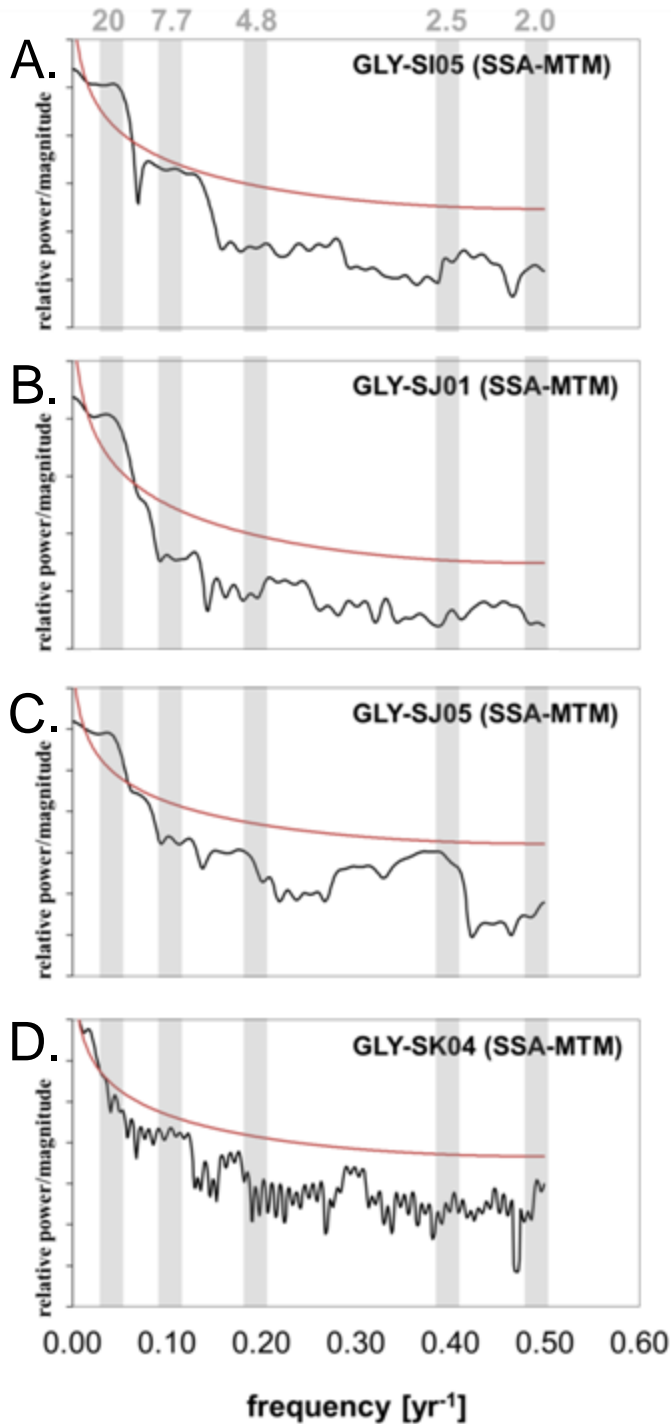 20 7.7 4.8 2.5 2.0
A.
GLY-SI05 (SSA-MTM)
relative power/magnitude
B.
GLY-SJ01 (SSA-MTM)
relative power/magnitude
C.
GLY-SJ05 (SSA-MTM)
relative power/magnitude
D.
GLY-SK04 (SSA-MTM)
relative power/magnitude
0.00 0.10 0.20 0.30 0.40 0.50 0.60
frequency [yr⁻¹]